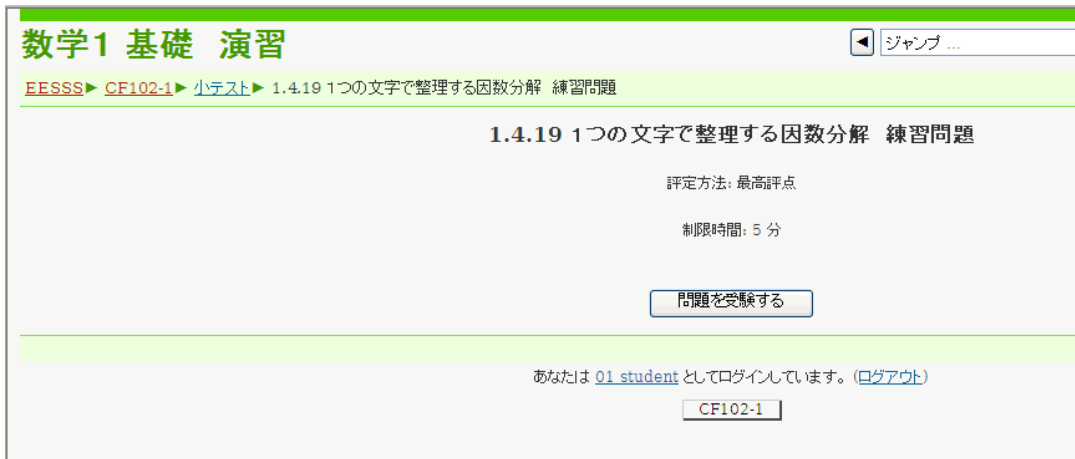 数学1 基礎 演習
ジャンプ ...
EESSS▶ CF102-1▶ 小テスト▶ 1.4.19 1つの文字で整理する因数分解 練習問題
1.4.19 1つの文字で整理する因数分解 練習問題
評定方法: 最高評点
制限時間: 5 分
問題を受験する
あなたは 01 student としてログインしています。(ログアウト)
CF102-1